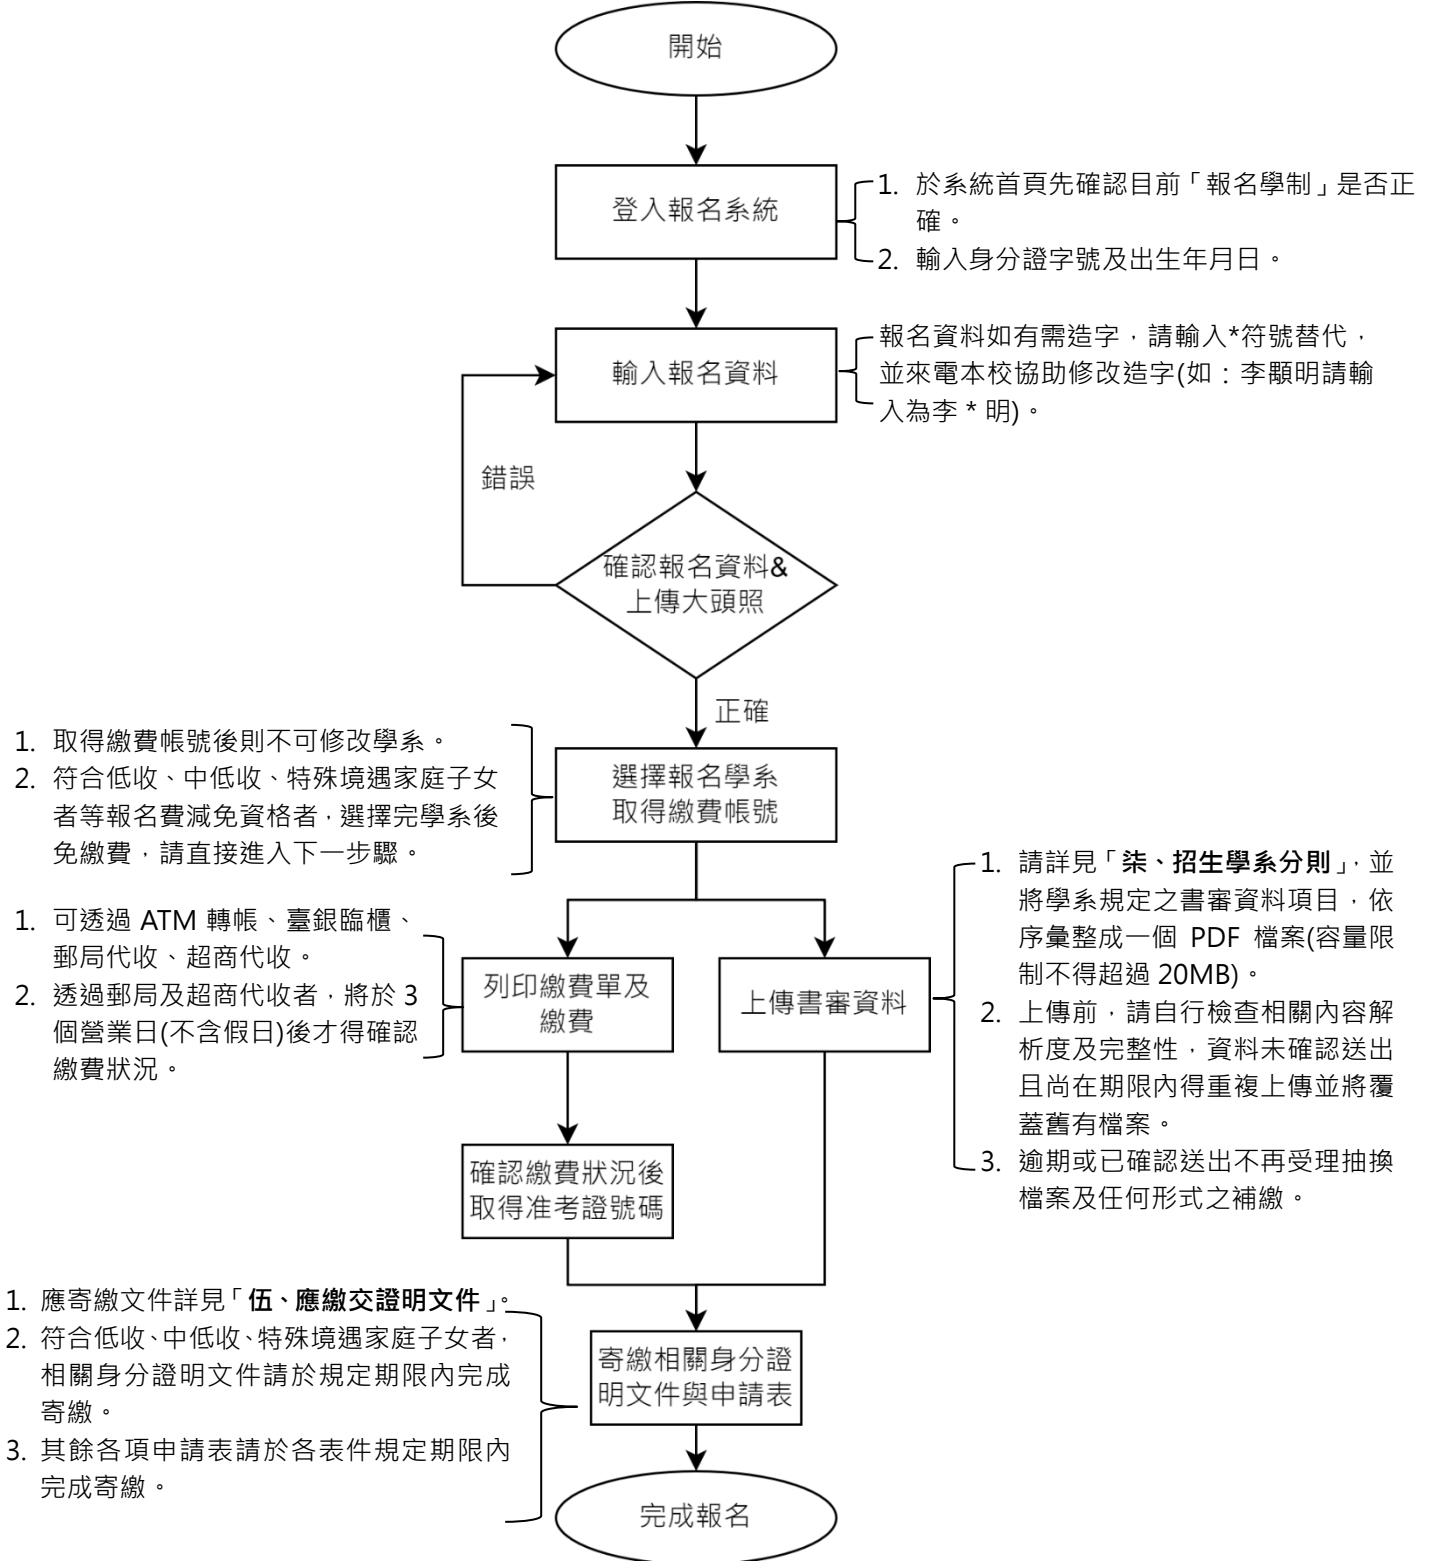 開始
登入報名系統
1. 於系統首頁先確認目前「報名學制」是否正
確。
2. 輸入身分證字號及出生年月日。
輸入報名資料
報名資料如有需造字，請輸入*符號替代，
並來電本校協助修改造字(如：李顒明請輸
入為李 * 明)。
錯誤
確認報名資料&
上傳大頭照
正確
1. 取得繳費帳號後則不可修改學系。
2. 符合低收、中低收、特殊境遇家庭子女
者等報名費減免資格者，選擇完學系後
免繳費，請直接進入下一步驟。
選擇報名學系
取得繳費帳號
1. 可透過 ATM 轉帳、臺銀臨櫃、
郵局代收、超商代收。
2. 透過郵局及超商代收者，將於 3
個營業日(不含假日)後才得確認
繳費狀況。
列印繳費單及
繳費
上傳書審資料
1. 請詳見「柒、招生學系分則」，並
將學系規定之書審資料項目，依
序彙整成一個 PDF 檔案(容量限
制不得超過 20MB)。
2. 上傳前，請自行檢查相關內容解
析度及完整性，資料未確認送出
且尚在期限內得重複上傳並將覆
蓋舊有檔案。
3. 逾期或已確認送出不再受理抽換
檔案及任何形式之補繳。
確認繳費狀況後
取得准考證號碼
1. 應寄繳文件詳見「伍、應繳交證明文件」。
2. 符合低收、中低收、特殊境遇家庭子女者，
相關身分證明文件請於規定期限內完成
寄繳。
3. 其餘各項申請表請於各表件規定期限內
完成寄繳。
寄繳相關身分證
明文件與申請表
完成報名